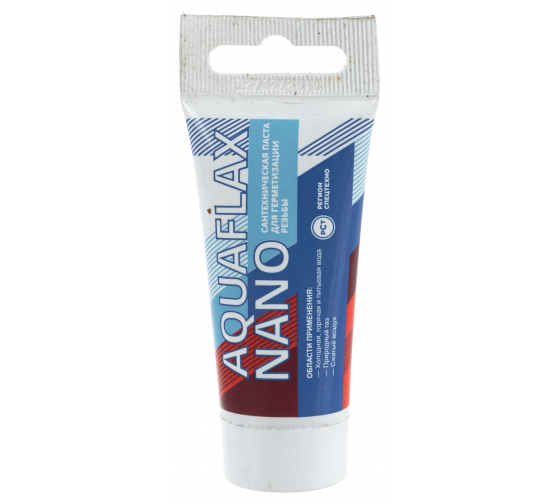 AQUAFLAX
NANO
САНТЕХНИЧЕСКАЯ ПАСТА
ДЛЯ ГЕРМЕТИЗАЦИИ
РЕЗЬБЫ
РСТ
РЕГИОН
СПЕЦТЕХНО
ОБЛАСТИ ПРИМЕНЕНИЯ:
— Холодная, горячая и питьевая вода
— Природный газ
— Сжатый воздух